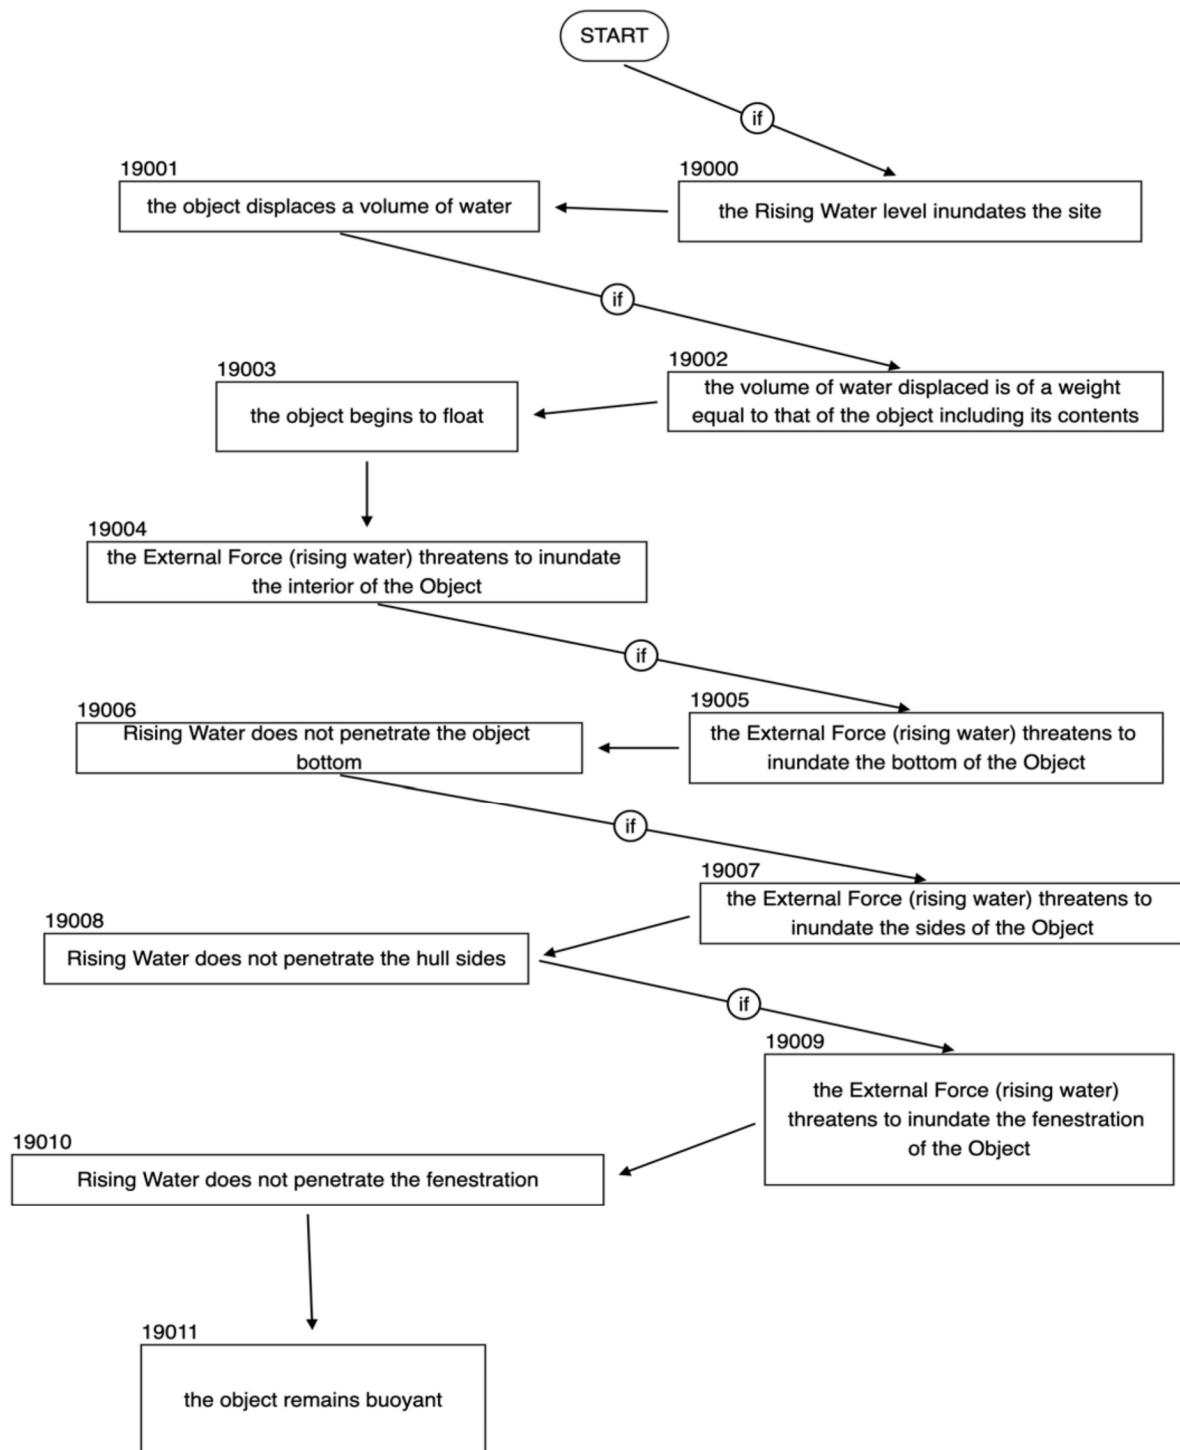 START
if
19000
the Rising Water level inundates the site
19001
the object displaces a volume of water
if
19002
the volume of water displaced is of a weight
equal to that of the object including its contents
19003
the object begins to float
19004
the External Force (rising water) threatens to inundate
the interior of the Object
if
19005
the External Force (rising water) threatens to
inundate the bottom of the Object
19006
Rising Water does not penetrate the object
bottom
if
19007
the External Force (rising water) threatens to
inundate the sides of the Object
19008
Rising Water does not penetrate the hull sides
if
19009
the External Force (rising water)
threatens to inundate the fenestration
of the Object
19010
Rising Water does not penetrate the fenestration
19011
the object remains buoyant